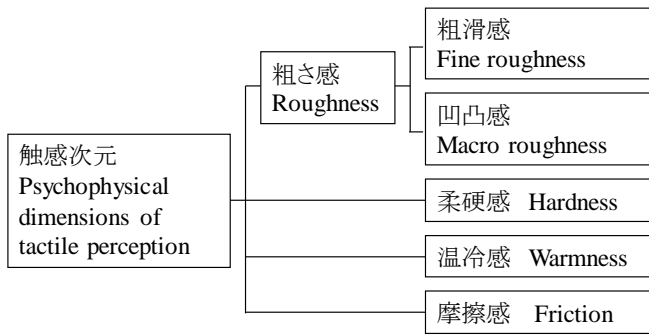 触感次元
Psychophysical
dimensions of
tactile perception
粗さ感
Roughness
粗滑感
Fine roughness
凹凸感
Macro roughness
柔硬感 Hardness
温冷感 Warmness
摩擦感 Friction